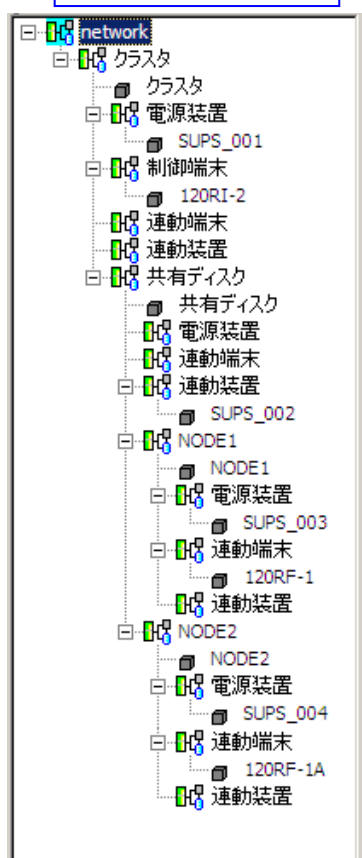 network
クラスタ
クラスタ
電源装置
SUPS_001
制御端末
120RI-2
連動端末
連動装置
共有ディスク
共有ディスク
電源装置
連動端末
連動装置
SUPS_002
NODE1
NODE1
電源装置
SUPS_003
連動端末
120RF-1
連動装置
NODE2
NODE2
電源装置
SUPS_004
連動端末
120RF-1A
連動装置